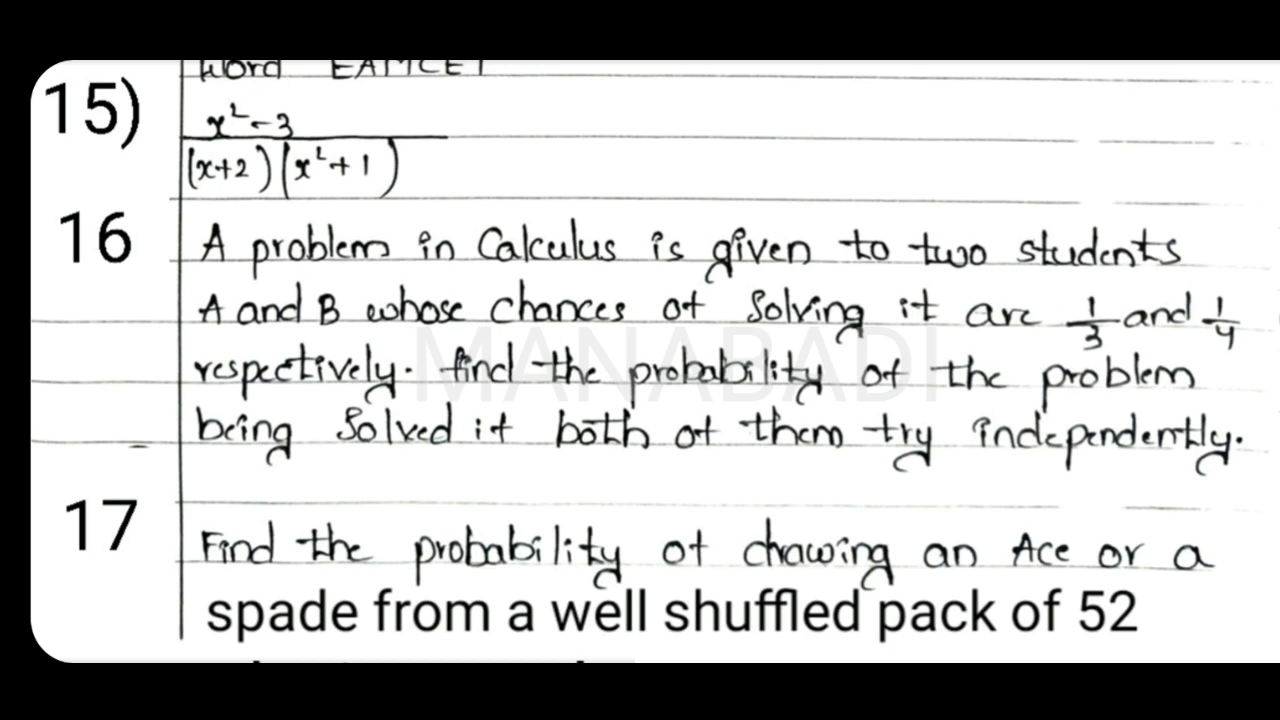 word EAMCET
15)
x²-3
(x+2)(x²+1)
16
A problem in Calculus is given to two students
A and B whose chances of solving it are 1/3 and 1/4
respectively. find the probability of the problem
being solved if both of them try independently.
17
Find the probability of drawing an Ace or a
spade from a well shuffled pack of 52
MANABADI